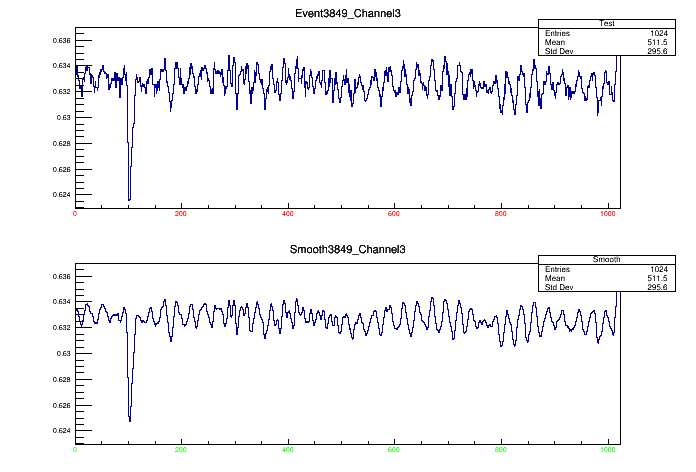 Event3849_Channel3
Test
Entries 1024
Mean 511.5
Std Dev 295.6
0.636
0.634
0.632
0.63
0.628
0.626
0.624
0 200 400 600 800 1000
Smooth3849_Channel3
Smooth
Entries 1024
Mean 511.5
Std Dev 295.6
0.636
0.634
0.632
0.63
0.628
0.626
0.624
0 200 400 600 800 1000